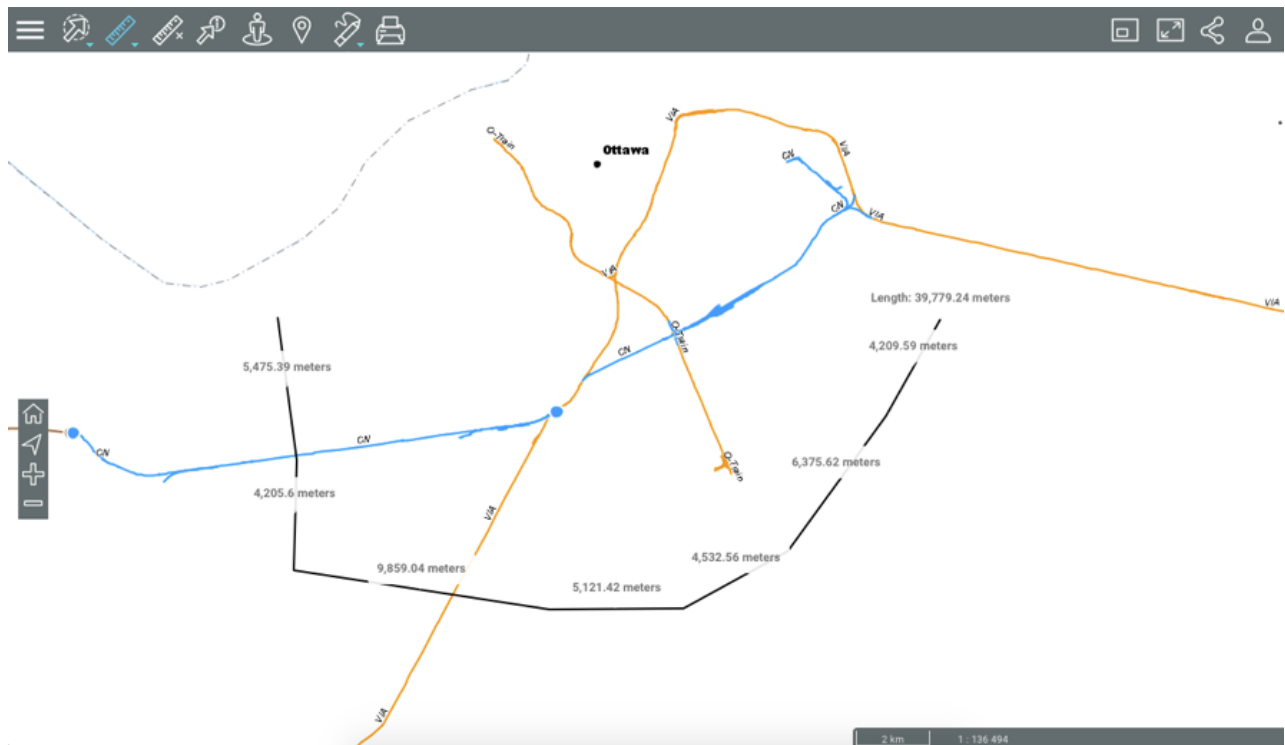 O-Train
VIA
Ottawa
VIA
CN
CN
VIA
VIA
VIA
Length: 39,779.24 meters
O-Train
4,209.59 meters
CN
5,475.39 meters
CN
CN
6,375.62 meters
O-Train
4,205.6 meters
VIA
4,532.56 meters
9,859.04 meters
5,121.42 meters
VIA
2 km
1 : 136 494